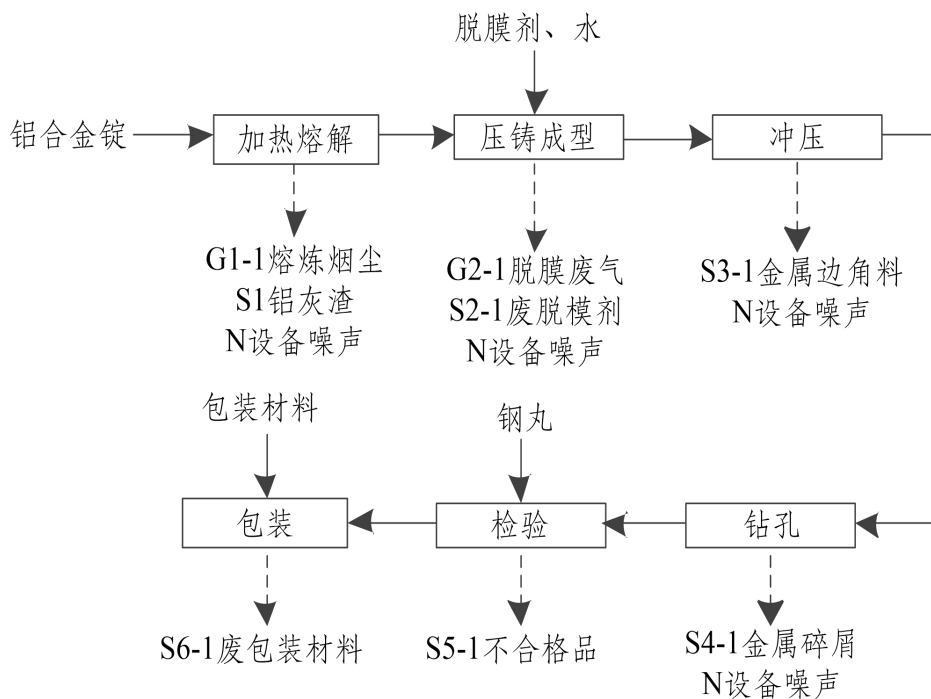 脱膜剂、水
铝合金锭
加热熔解
压铸成型
冲压
G1-1熔炼烟尘
S1铝灰渣
N设备噪声
G2-1脱膜废气
S2-1废脱模剂
N设备噪声
S3-1金属边角料
N设备噪声
包装材料
钢丸
包装
检验
钻孔
S6-1废包装材料
S5-1不合格品
S4-1金属碎屑
N设备噪声